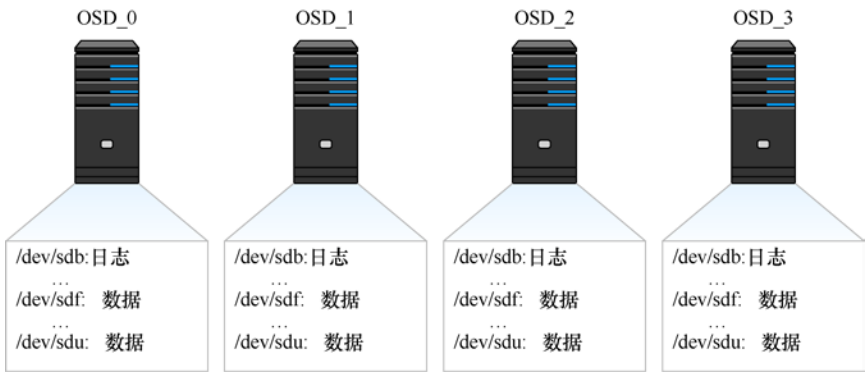 OSD_0
OSD_1
OSD_2
OSD_3
/dev/sdb:日志
…
/dev/sdf: 数据
…
/dev/sdu: 数据
/dev/sdb:日志
…
/dev/sdf: 数据
…
/dev/sdu: 数据
/dev/sdb:日志
…
/dev/sdf: 数据
…
/dev/sdu: 数据
/dev/sdb:日志
…
/dev/sdf: 数据
…
/dev/sdu: 数据